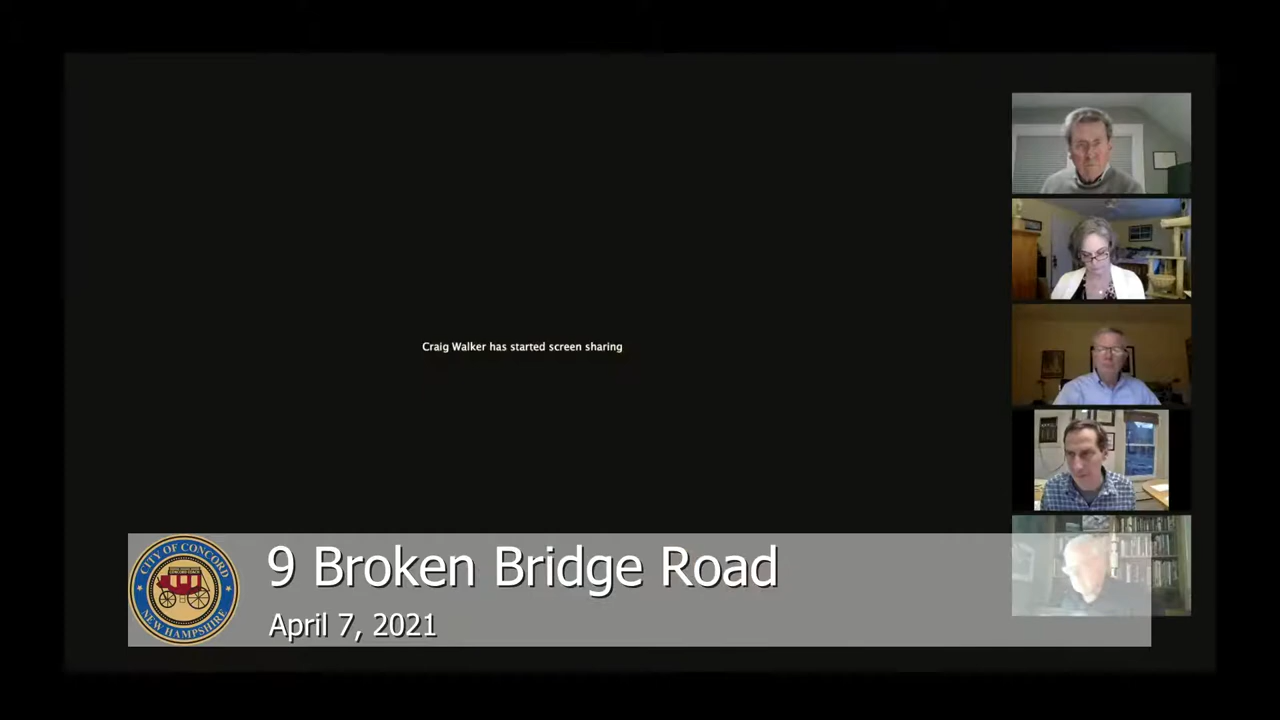 Craig Walker has started screen sharing
9 Broken Bridge Road
April 7, 2021
CITY OF CONCORD
NEW HAMPSHIRE